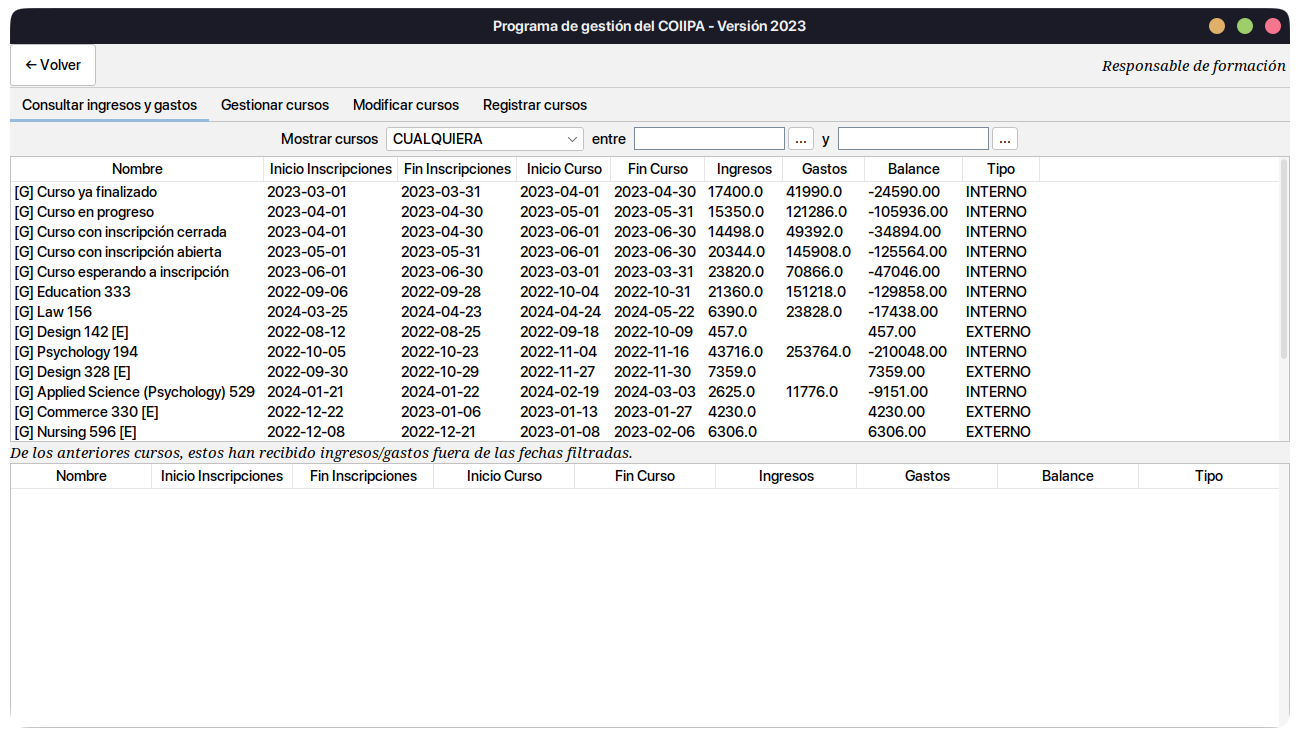 Programa de gestión del COIIPA - Versión 2023
← Volver
Responsable de formación
Consultar ingresos y gastos Gestionar cursos Modificar cursos Registrar cursos
Mostrar cursos CUALQUIERA entre ... y ...
Nombre Inicio Inscripciones Fin Inscripciones Inicio Curso Fin Curso Ingresos Gastos Balance Tipo
[G] Curso ya finalizado 2023-03-01 2023-03-31 2023-04-01 2023-04-30 17400.0 41990.0 -24590.00 INTERNO
[G] Curso en progreso 2023-04-01 2023-04-30 2023-05-01 2023-05-31 15350.0 121286.0 -105936.00 INTERNO
[G] Curso con inscripción cerrada 2023-04-01 2023-04-30 2023-06-01 2023-06-30 14498.0 49392.0 -34894.00 INTERNO
[G] Curso con inscripción abierta 2023-05-01 2023-05-31 2023-06-01 2023-06-30 20344.0 145908.0 -125564.00 INTERNO
[G] Curso esperando a inscripción 2023-06-01 2023-06-30 2023-03-01 2023-03-31 23820.0 70866.0 -47046.00 INTERNO
[G] Education 333 2022-09-06 2022-09-28 2022-10-04 2022-10-31 21360.0 151218.0 -129858.00 INTERNO
[G] Law 156 2024-03-25 2024-04-23 2024-04-24 2024-05-22 6390.0 23828.0 -17438.00 INTERNO
[G] Design 142 [E] 2022-08-12 2022-08-25 2022-09-18 2022-10-09 457.0 457.00 EXTERNO
[G] Psychology 194 2022-10-05 2022-10-23 2022-11-04 2022-11-16 43716.0 253764.0 -210048.00 INTERNO
[G] Design 328 [E] 2022-09-30 2022-10-29 2022-11-27 2022-11-30 7359.0 7359.00 EXTERNO
[G] Applied Science (Psychology) 529 2024-01-21 2024-01-22 2024-02-19 2024-03-03 2625.0 11776.0 -9151.00 INTERNO
[G] Commerce 330 [E] 2022-12-22 2023-01-06 2023-01-13 2023-01-27 4230.0 4230.00 EXTERNO
[G] Nursing 596 [E] 2022-12-08 2022-12-21 2023-01-08 2023-02-06 6306.0 6306.00 EXTERNO
De los anteriores cursos, estos han recibido ingresos/gastos fuera de las fechas filtradas.
Nombre Inicio Inscripciones Fin Inscripciones Inicio Curso Fin Curso Ingresos Gastos Balance Tipo